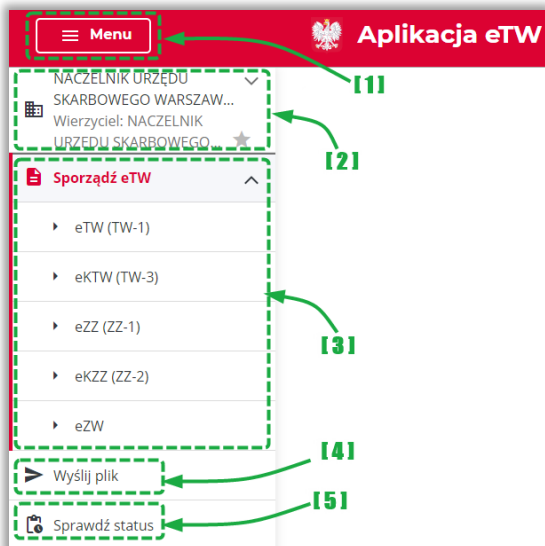 Menu
Aplikacja eTW
[1]
NACZELNIK URZĘDU
SKARBOWEGO WARSZAW...
Wierzyciel: NACZELNIK
URZĘDU SKARBOWEGO...
[2]
Sporządź eTW
eTW (TW-1)
eKTW (TW-3)
eZZ (ZZ-1)
[3]
eKZZ (ZZ-2)
eZW
[4]
Wyślij plik
[5]
Sprawdź status